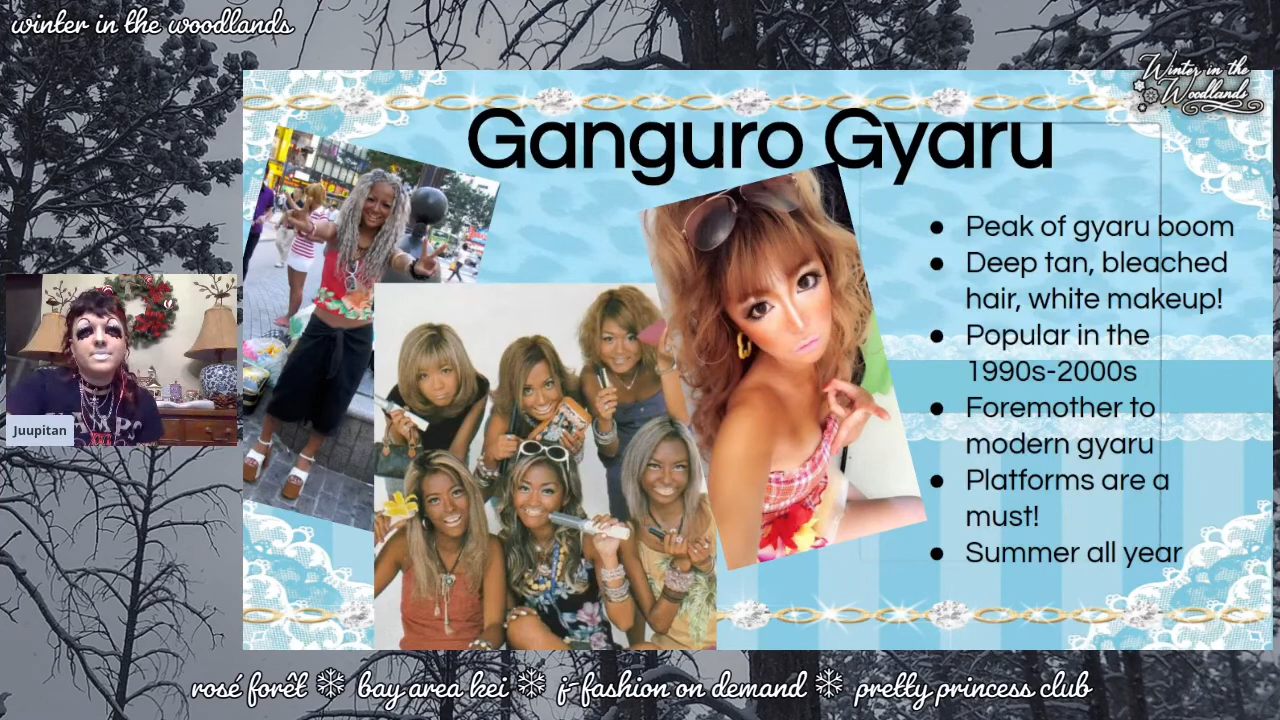 winter in the woodlands
Winter in the
Woodlands
Ganguro Gyaru
● Peak of gyaru boom
● Deep tan, bleached
hair, white makeup!
● Popular in the
1990s-2000s
● Foremother to
modern gyaru
● Platforms are a
must!
● Summer all year
Juupitan
rosé forêt ❄ bay area kei ❄ j-fashion on demand ❄ pretty princess club